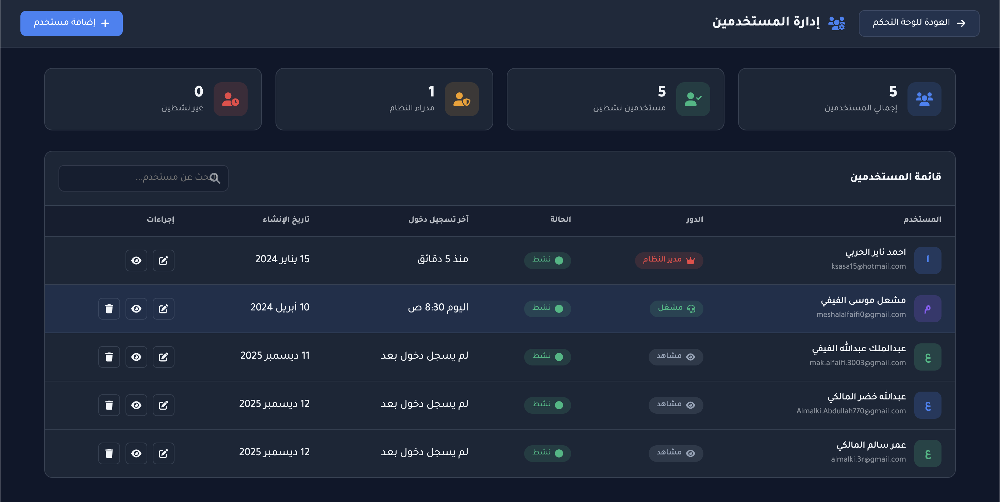 العودة للوحة التحكم
إدارة المستخدمين
إضافة مستخدم
5
إجمالي المستخدمين
5
مستخدمين نشطين
1
مدراء النظام
0
غير نشطين
قائمة المستخدمين
البحث عن مستخدم...
المستخدم الدور الحالة آخر تسجيل دخول تاريخ الإنشاء إجراءات
ا
احمد ناير الحربي
ksasa15@hotmail.com
مدير النظام
نشط
منذ 5 دقائق
15 يناير 2024
م
مشعل موسى الفيفي
meshalalfaifi0@gmail.com
مشغل
نشط
اليوم 8:30 ص
10 أبريل 2024
ع
عبدالملك عبدالله الفيفي
mak.alfaifi.3003@gmail.com
مشاهد
نشط
لم يسجل دخول بعد
11 ديسمبر 2025
ع
عبدالله خضر المالكي
Almalki.Abdullah770@gmail.com
مشاهد
نشط
لم يسجل دخول بعد
12 ديسمبر 2025
ع
عمر سالم المالكي
almalki.3r@gmail.com
مشاهد
نشط
لم يسجل دخول بعد
12 ديسمبر 2025